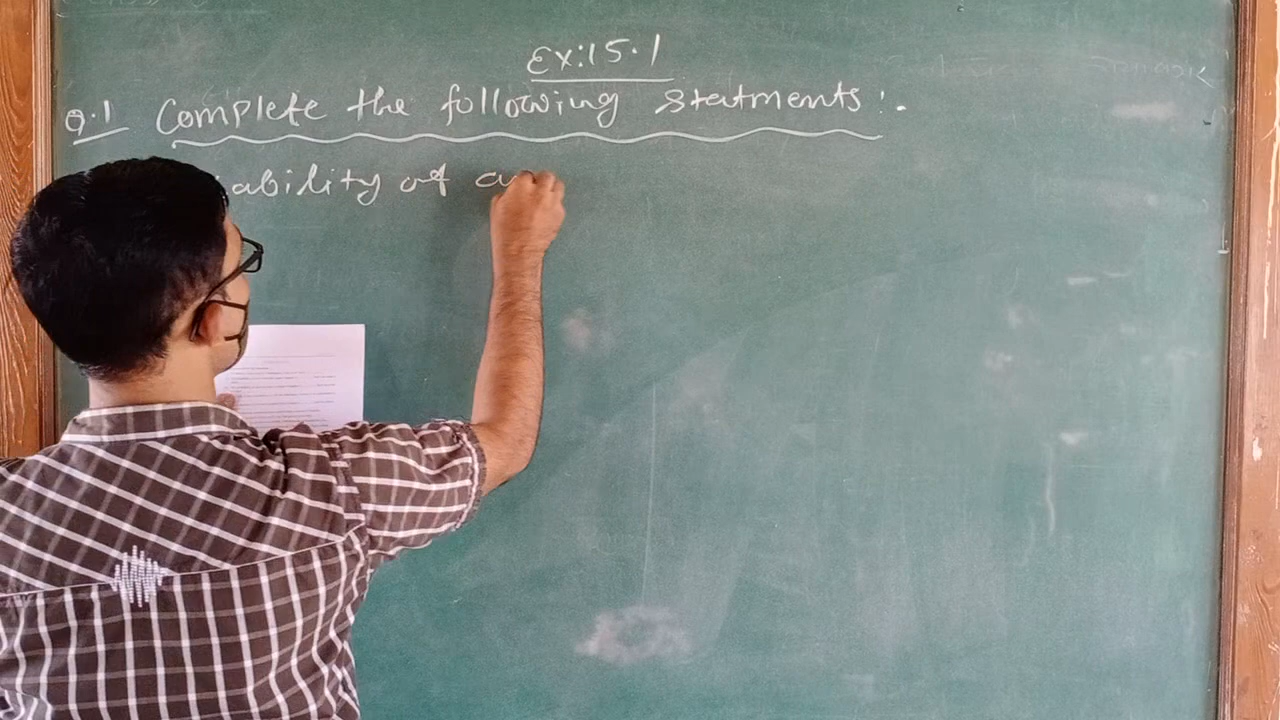 Ex:15.1
Q.1 Complete the following statments:.
ability of